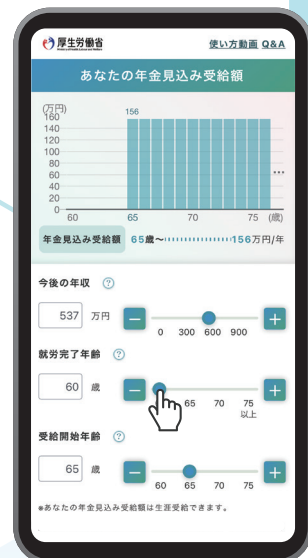 厚生労働省
使い方動画 Q&A
あなたの年金見込み受給額
(万円)
160
156
140
120
100
80
60
40
20
0
60 65 70 75 (歳)
…
年金見込み受給額 65歳〜················156万円/年
今後の年収 ?
537 万円 − +
0 300 600 900
就労完了年齢 ?
60 歳 − +
65 70 75
以上
受給開始年齢 ?
65 歳 − +
60 65 70 75
※あなたの年金見込み受給額は生涯受給できます。